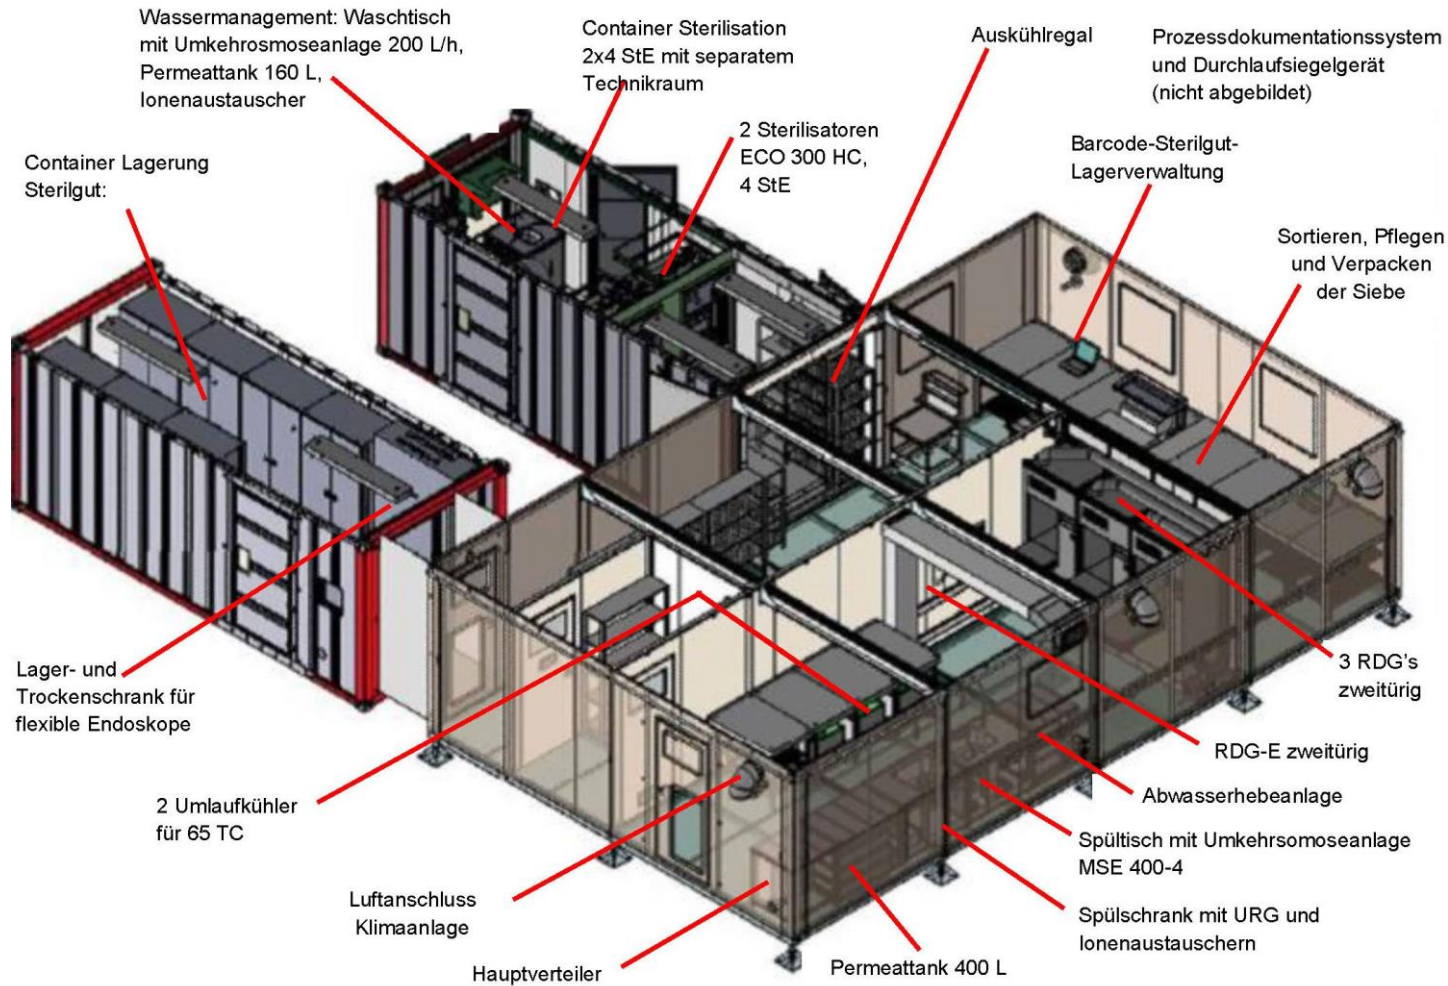 Wassermanagement: Waschtisch
mit Umkehrosmoseanlage 200 L/h,
Permeattank 160 L,
Ionenaustauscher
Container Sterilisation
2x4 StE mit separatem
Technikraum
Auskühlregal
Prozessdokumentationssystem
und Durchlaufsiegelgerät
(nicht abgebildet)
2 Sterilisatoren
ECO 300 HC,
4 StE
Barcode-Sterilgut-
Lagerverwaltung
Container Lagerung
Sterilgut:
Sortieren, Pflegen
und Verpacken
der Siebe
Lager- und
Trockenschrank für
flexible Endoskope
3 RDG's
zweitürig
RDG-E zweitürig
2 Umlaufkühler
für 65 TC
Abwasserhebeanlage
Spültisch mit Umkehrsomoseanlage
MSE 400-4
Luftanschluss
Klimaanlage
Spülschrank mit URG und
Ionenaustauschern
Hauptverteiler
Permeattank 400 L